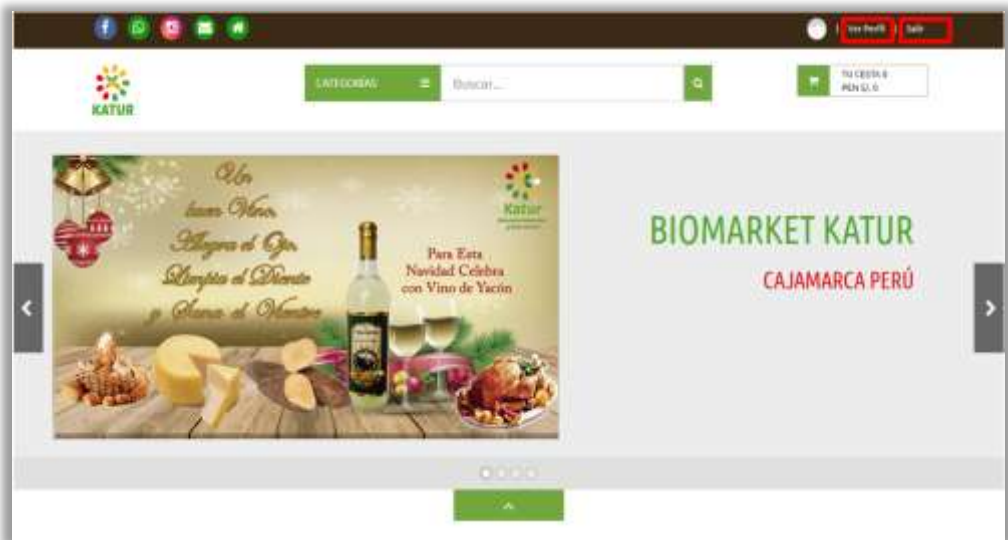 Ver Perfil | Salir
KATUR
CATEGORÍAS
Buscar...
TU CESTA 0
PEN S/. 0
Un
buen Vino,
Alegra el Ojo,
Limpia el Diente
y Sana el Vientre
Katur
Para Esta
Navidad Celebra
con Vino de Yacón
BIOMARKET KATUR
CAJAMARCA PERÚ